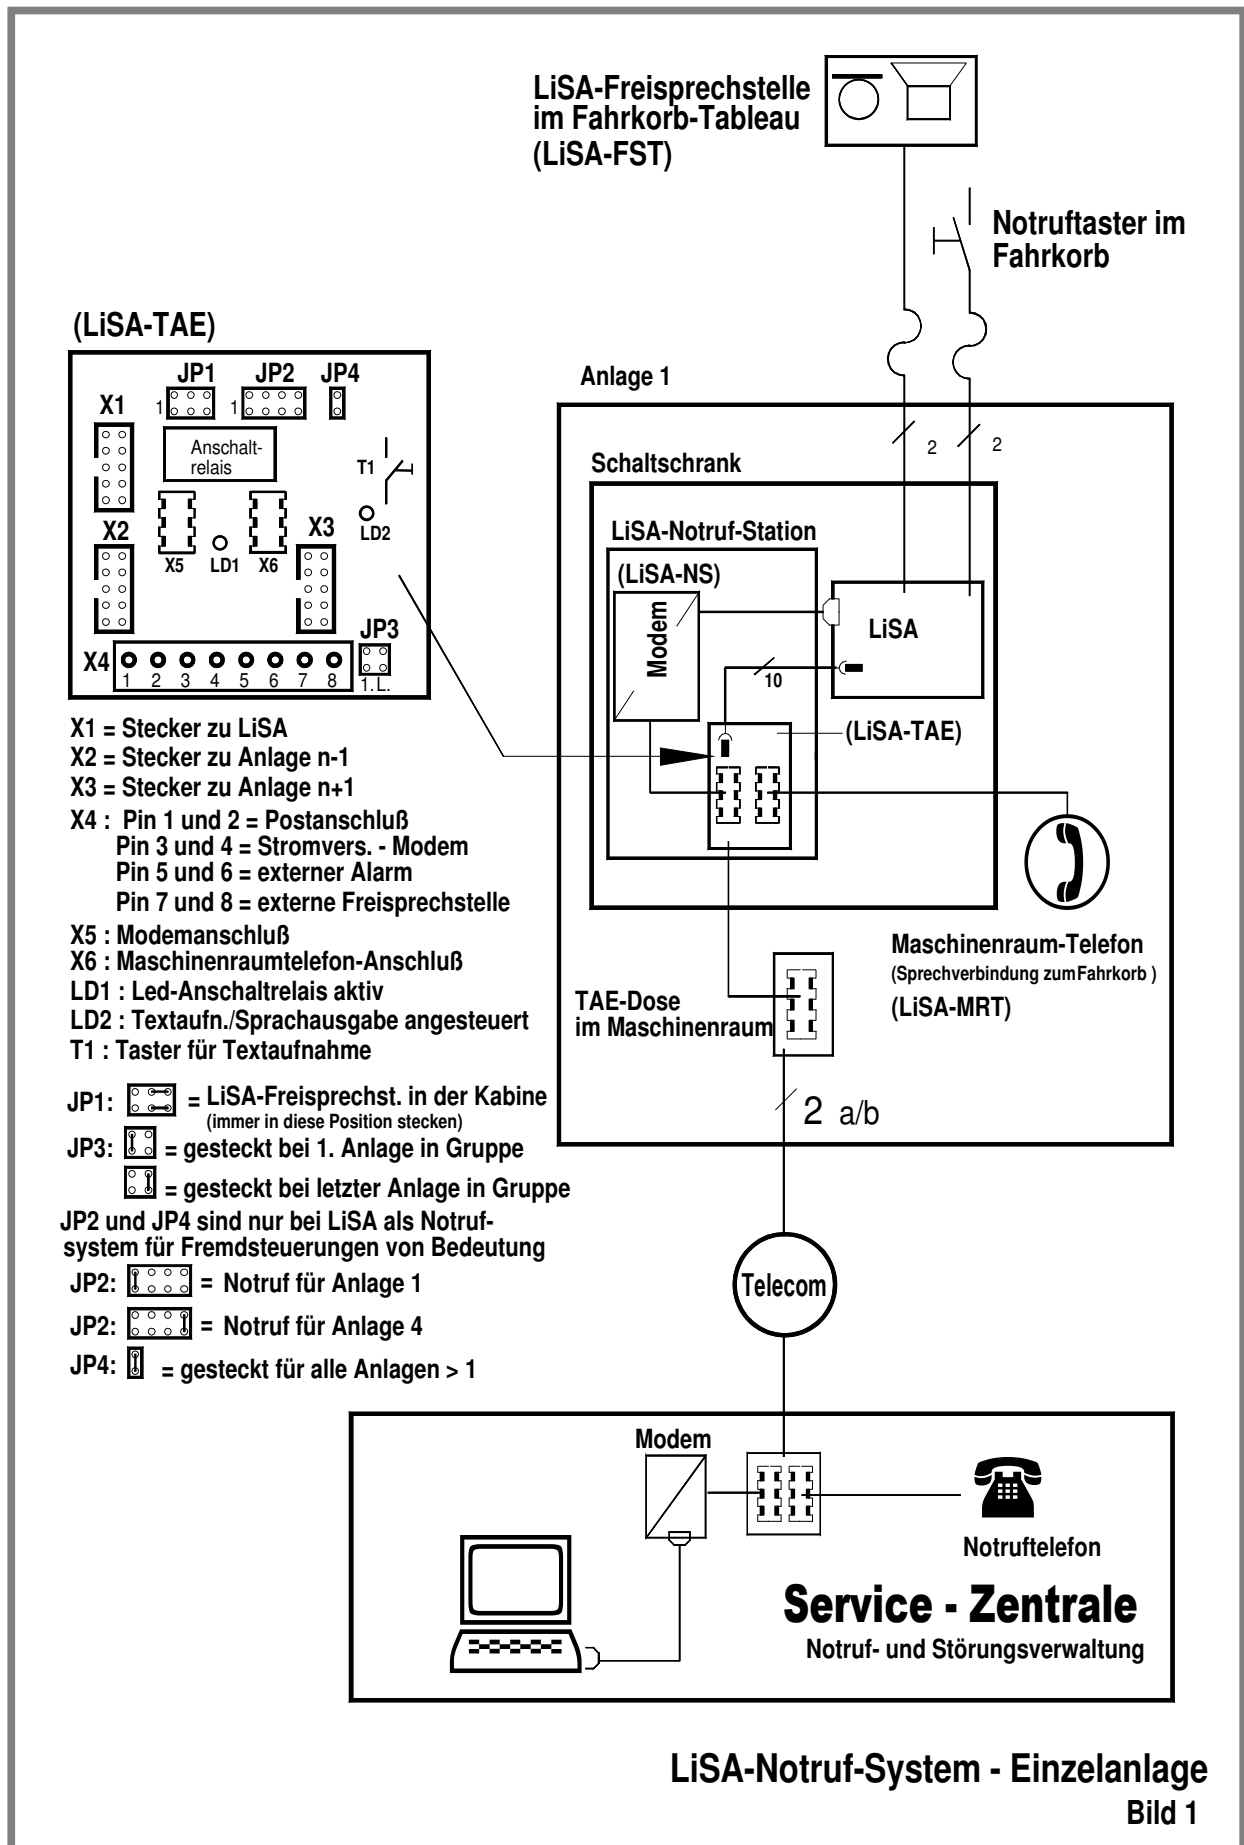 LiSA-Freisprechstelle
im Fahrkorb-Tableau
(LiSA-FST)
Notruftaster im
Fahrkorb
(LiSA-TAE)
JP1
JP2
JP4
X1
1
1
Anschalt-
relais
T1
X2
X3
X5
LD1
X6
LD2
JP3
X4
1 2 3 4 5 6 7 8
1. L.
Anlage 1
2
2
Schaltschrank
LiSA-Notruf-Station
(LiSA-NS)
Modem
LiSA
10
(LiSA-TAE)
X1 = Stecker zu LiSA
X2 = Stecker zu Anlage n-1
X3 = Stecker zu Anlage n+1
X4 : Pin 1 und 2 = Postanschluß
Pin 3 und 4 = Stromvers. - Modem
Pin 5 und 6 = externer Alarm
Pin 7 und 8 = externe Freisprechstelle
X5 : Modemanschluß
X6 : Maschinenraumtelefon-Anschluß
LD1 : Led-Anschaltrelais aktiv
LD2 : Textaufn./Sprachausgabe angesteuert
T1 : Taster für Textaufnahme
Maschinenraum-Telefon
(Sprechverbindung zum Fahrkorb )
(LiSA-MRT)
TAE-Dose
im Maschinenraum
2 a/b
JP1: = LiSA-Freisprechst. in der Kabine
(immer in diese Position stecken)
JP3: = gesteckt bei 1. Anlage in Gruppe
= gesteckt bei letzter Anlage in Gruppe
JP2 und JP4 sind nur bei LiSA als Notruf-
system für Fremdsteuerungen von Bedeutung
JP2: = Notruf für Anlage 1
JP2: = Notruf für Anlage 4
JP4: = gesteckt für alle Anlagen > 1
Telecom
Modem
Notruftelefon
Service - Zentrale
Notruf- und Störungsverwaltung
LiSA-Notruf-System - Einzelanlage
Bild 1